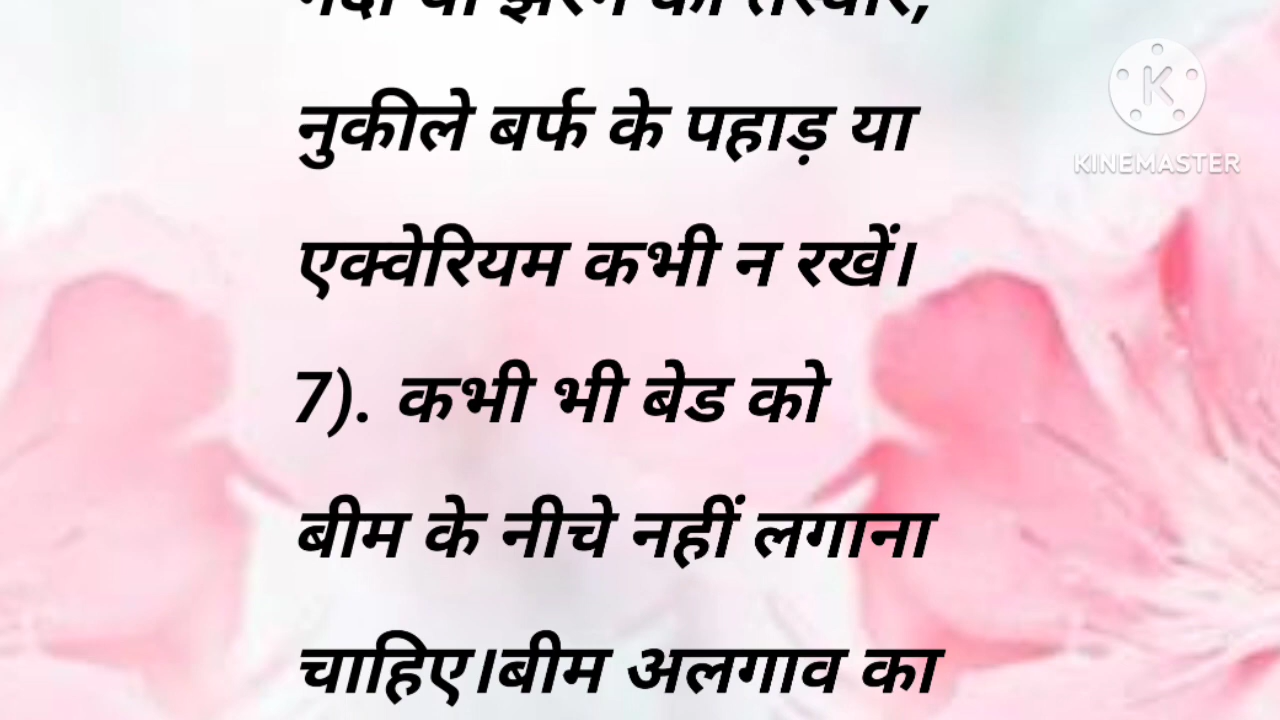 नुकीले बर्फ के पहाड़ या
एक्वेरियम कभी न रखें।
7). कभी भी बेड को
बीम के नीचे नहीं लगाना
चाहिए।बीम अलगाव का
K
KINEMASTER